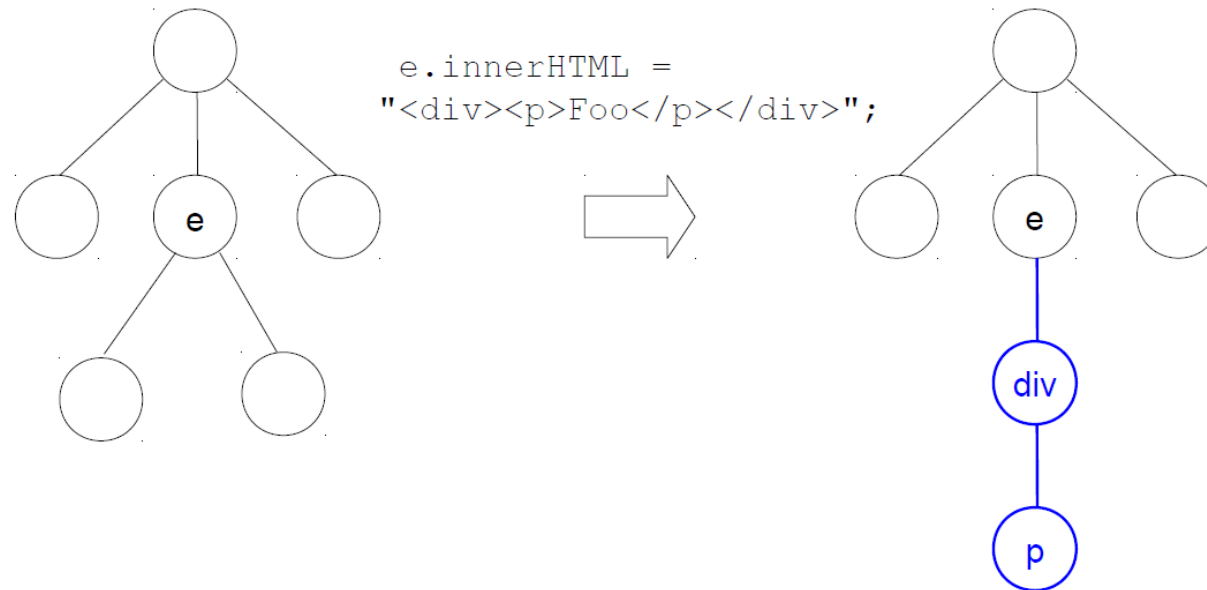 e.innerHTML =
"<div><p>Foo</p></div>";
e
e
div
p